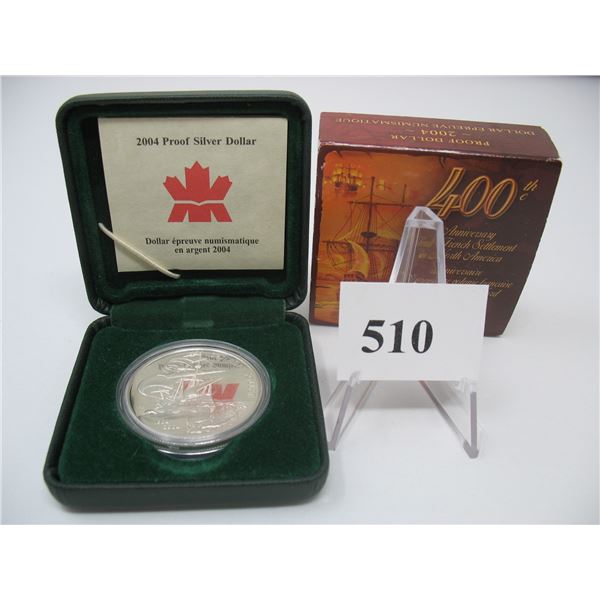 2004 Proof Silver Dollar
Dollar épreuve numismatique
en argent 2004
PROOF DOLLAR
~ 2004 ~
DOLLAR ÉPREUVE NUMISMATIQUE
400th
e
Anniversary
French Settlement
America
510